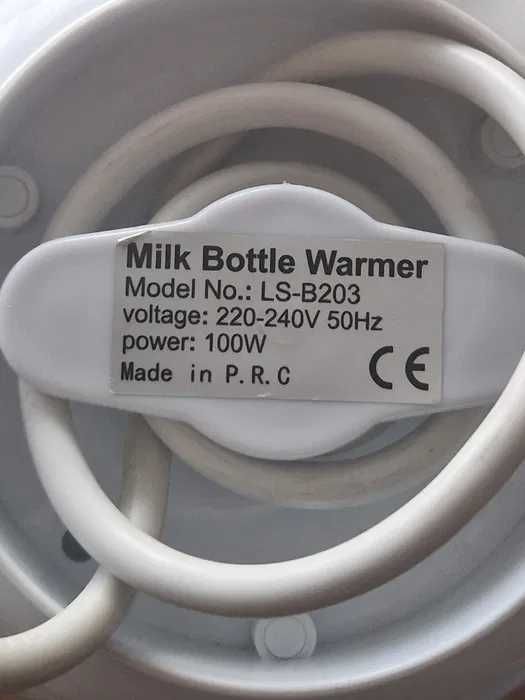 Milk Bottle Warmer
Model No.: LS-B203
voltage: 220-240V 50Hz
power: 100W
Made in P.R.C
CE